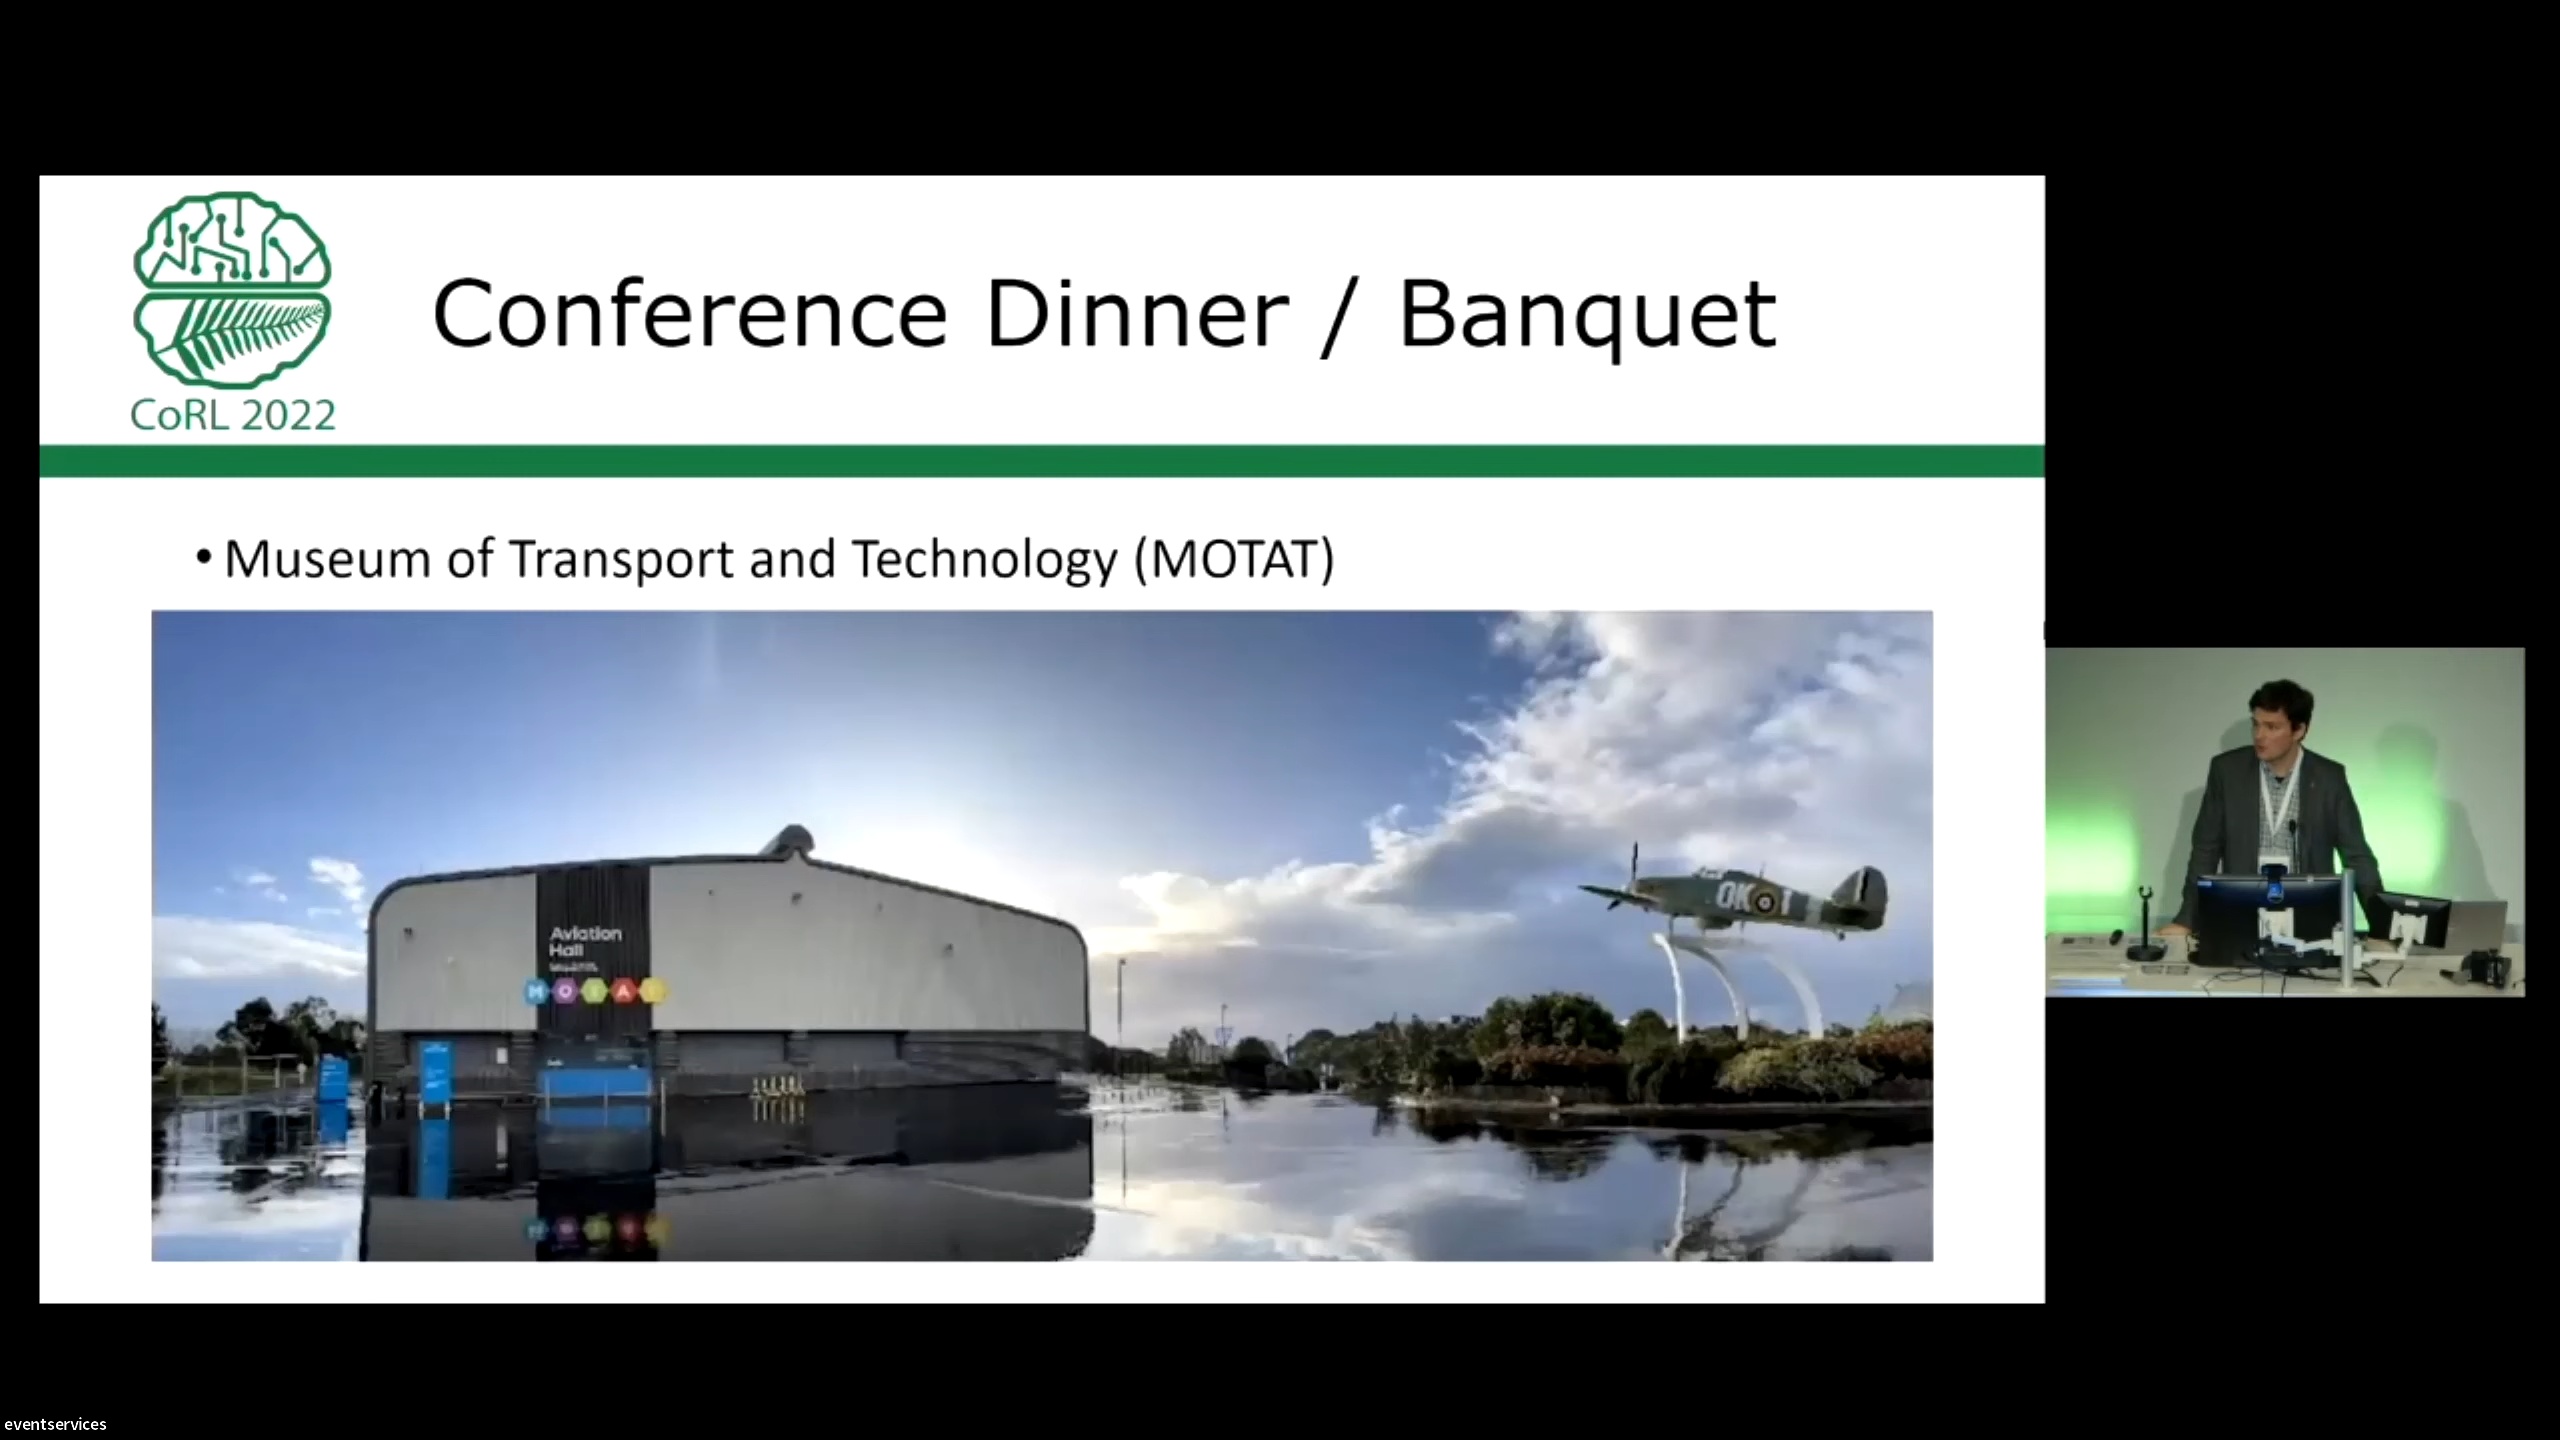 CoRL 2022
Conference Dinner / Banquet
• Museum of Transport and Technology (MOTAT)
Aviation
Hall
MOTAT
OK I
eventservices